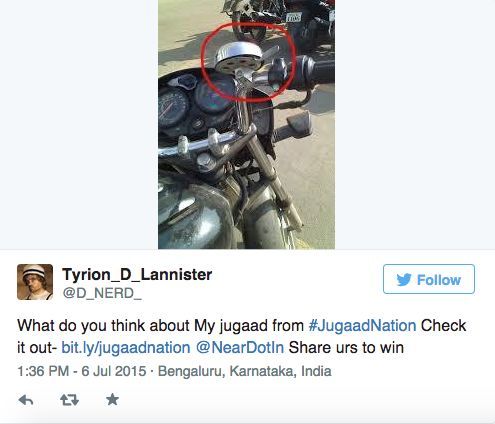 Tyrion_D_Lannister
@D_NERD_
Follow
What do you think about My jugaad from #JugaadNation Check
it out- bit.ly/jugaadnation @NearDotIn Share urs to win
1:36 PM - 6 Jul 2015 · Bengaluru, Karnataka, India